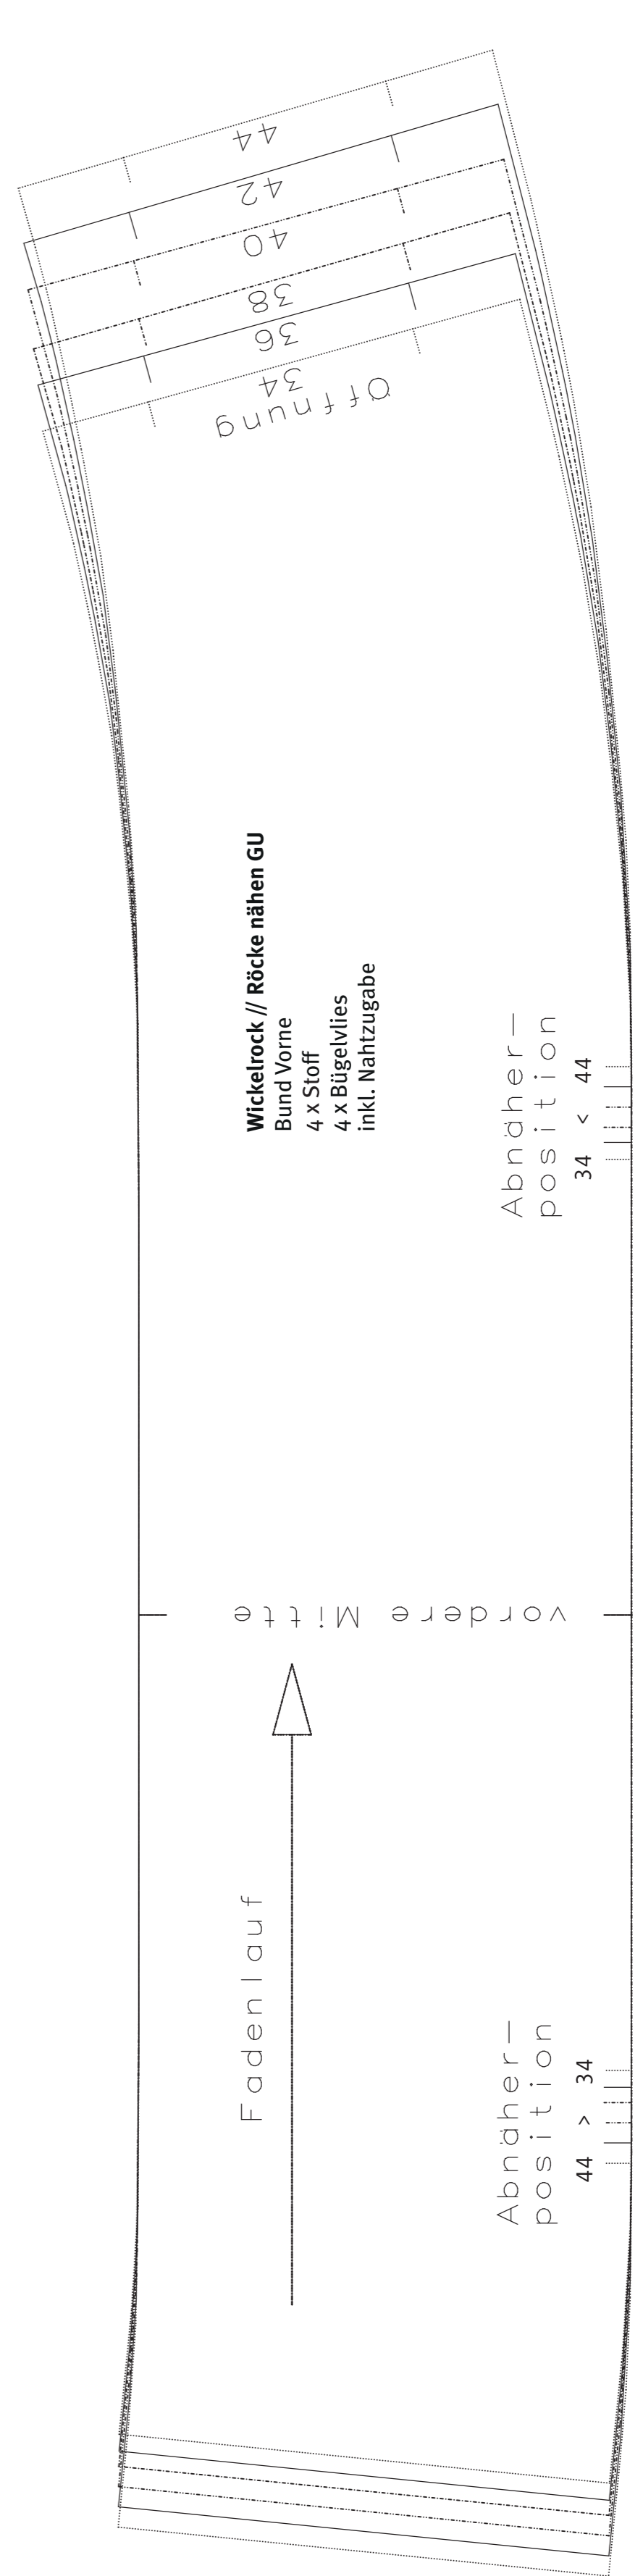 44
42
40
38
36
34
Öffnung
Wickelrock // Röcke nähen GU
Bund Vorne
4 x Stoff
4 x Bügelvlies
inkl. Nahtzugabe
Abnäher-
position
34 < 44
vordere Mitte
Fadenlauf
Abnäher-
position
44 > 34